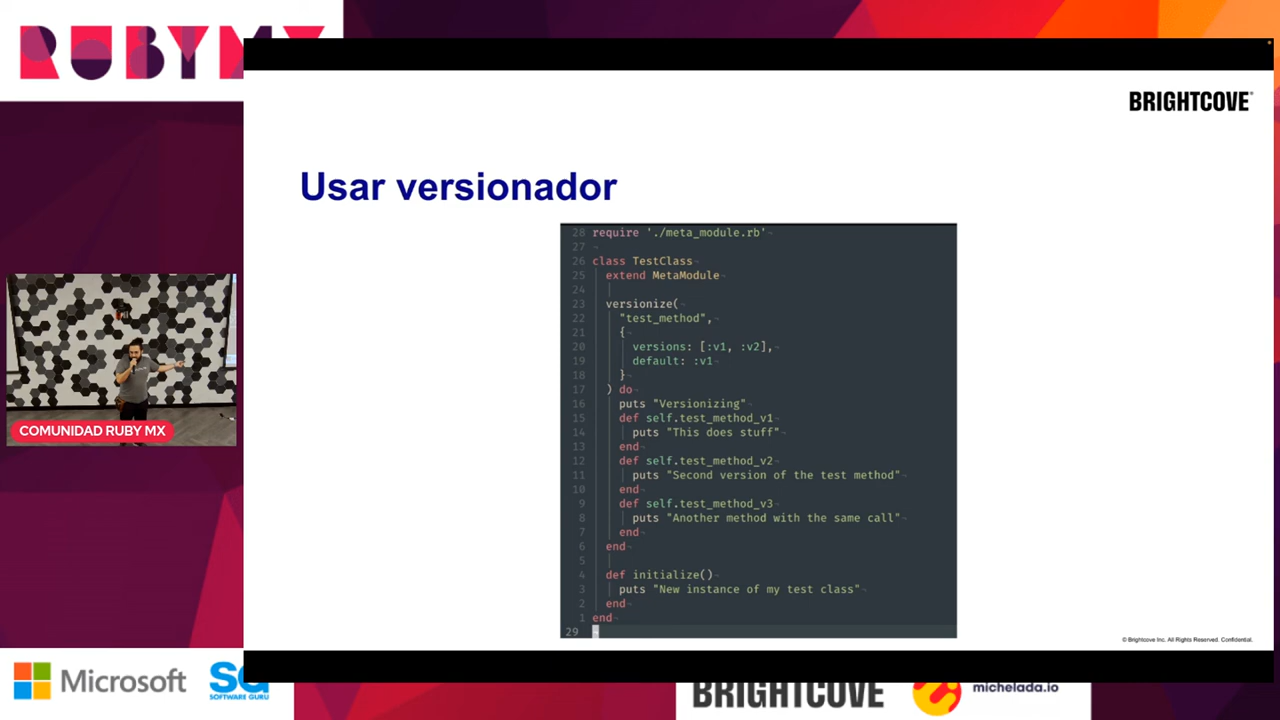 RUBYMX
BRIGHTCOVE
Usar versionador
28 require './meta_module.rb'
27
26 class TestClass
25 extend MetaModule
24
23 versionize(
22 "test_method",
21 {
20 versions: [:v1, :v2],
19 default: :v1
18 }
17 ) do
16 puts "Versionizing"
15 def self.test_method_v1
14 puts "This does stuff"
13 end
12 def self.test_method_v2
11 puts "Second version of the test method"
10 end
9 def self.test_method_v3
8 puts "Another method with the same call"
7 end
6 end
5
4 def initialize()
3 puts "New instance of my test class"
2 end
1 end
29
COMUNIDAD RUBY MX
© Brightcove Inc. All Rights Reserved. Confidential.
Microsoft
SG
SOFTWARE GURU
BRIGHTCOVE
michelada.io